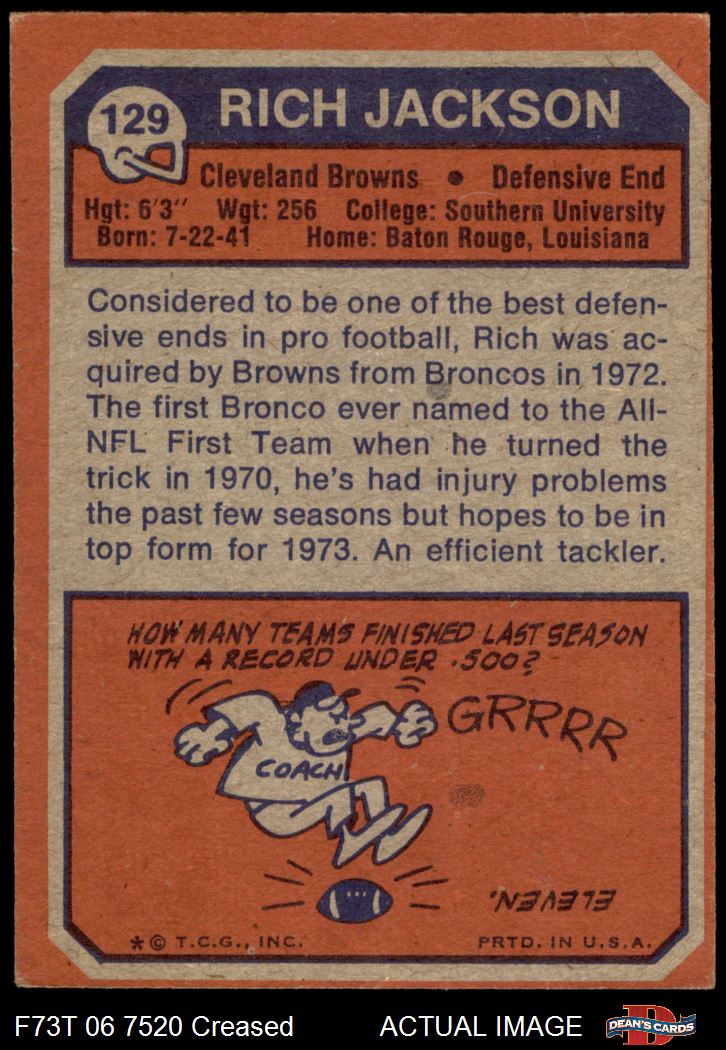 129
RICH JACKSON
Cleveland Browns • Defensive End
Hgt: 6'3" Wgt: 256 College: Southern University
Born: 7-22-41 Home: Baton Rouge, Louisiana
Considered to be one of the best defen-
sive ends in pro football, Rich was ac-
quired by Browns from Broncos in 1972.
The first Bronco ever named to the All-
NFL First Team when he turned the
trick in 1970, he's had injury problems
the past few seasons but hopes to be in
top form for 1973. An efficient tackler.
HOW MANY TEAMS FINISHED LAST SEASON
WITH A RECORD UNDER .500?
GRRRR
COACH
ELEVEN.
*© T.C.G., INC. PRTD. IN U.S.A.
F73T 06 7520 Creased ACTUAL IMAGE
D
DEAN'S CARDS